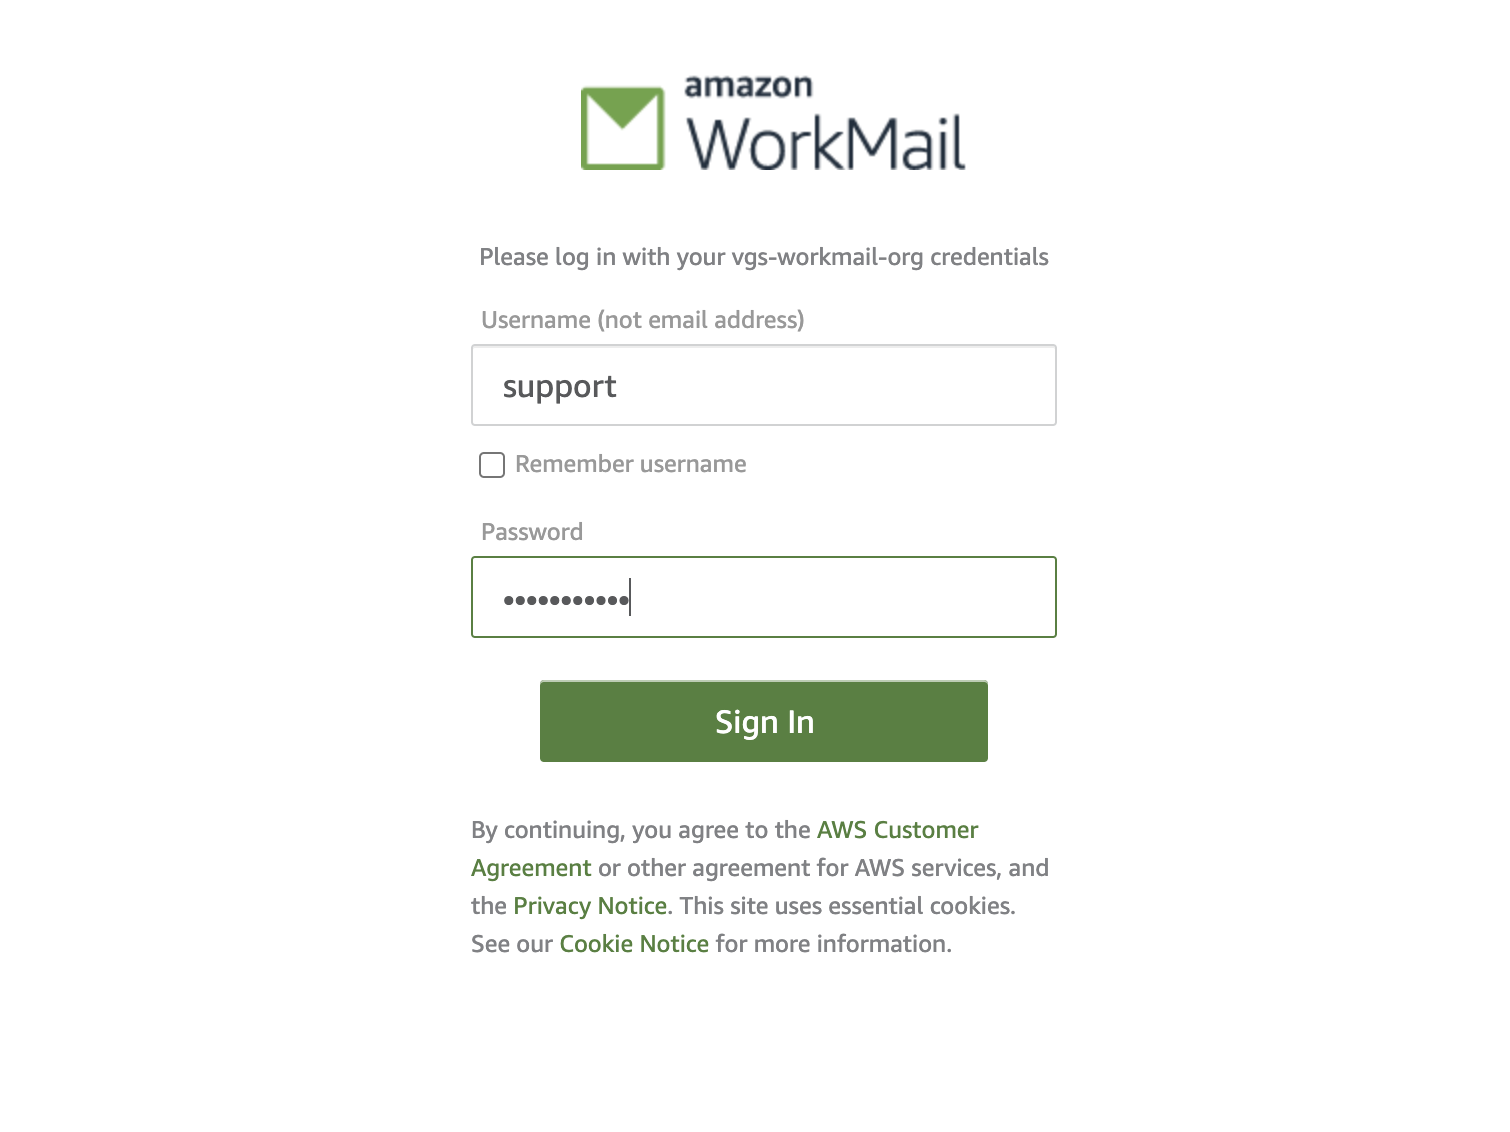 amazon
WorkMail
Please log in with your vgs-workmail-org credentials
Username (not email address)
support
Remember username
Password
•••••••••••
Sign In
By continuing, you agree to the AWS Customer
Agreement or other agreement for AWS services, and
the Privacy Notice. This site uses essential cookies.
See our Cookie Notice for more information.